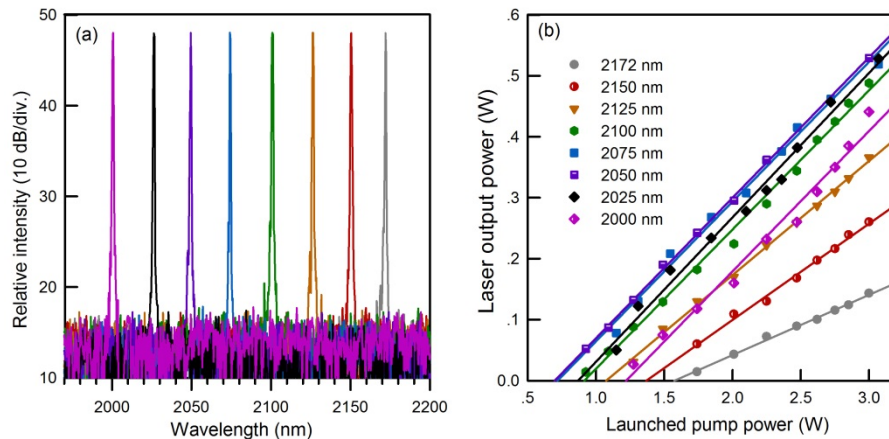 (a)
Relative intensity (10 dB/div.)
50
40
30
20
10
2000
2050
2100
2150
2200
Wavelength (nm)
(b)
Laser output power (W)
.6
.5
.4
.3
.2
.1
0.0
2172 nm
2150 nm
2125 nm
2100 nm
2075 nm
2050 nm
2025 nm
2000 nm
.5
1.0
1.5
2.0
2.5
3.0
Launched pump power (W)